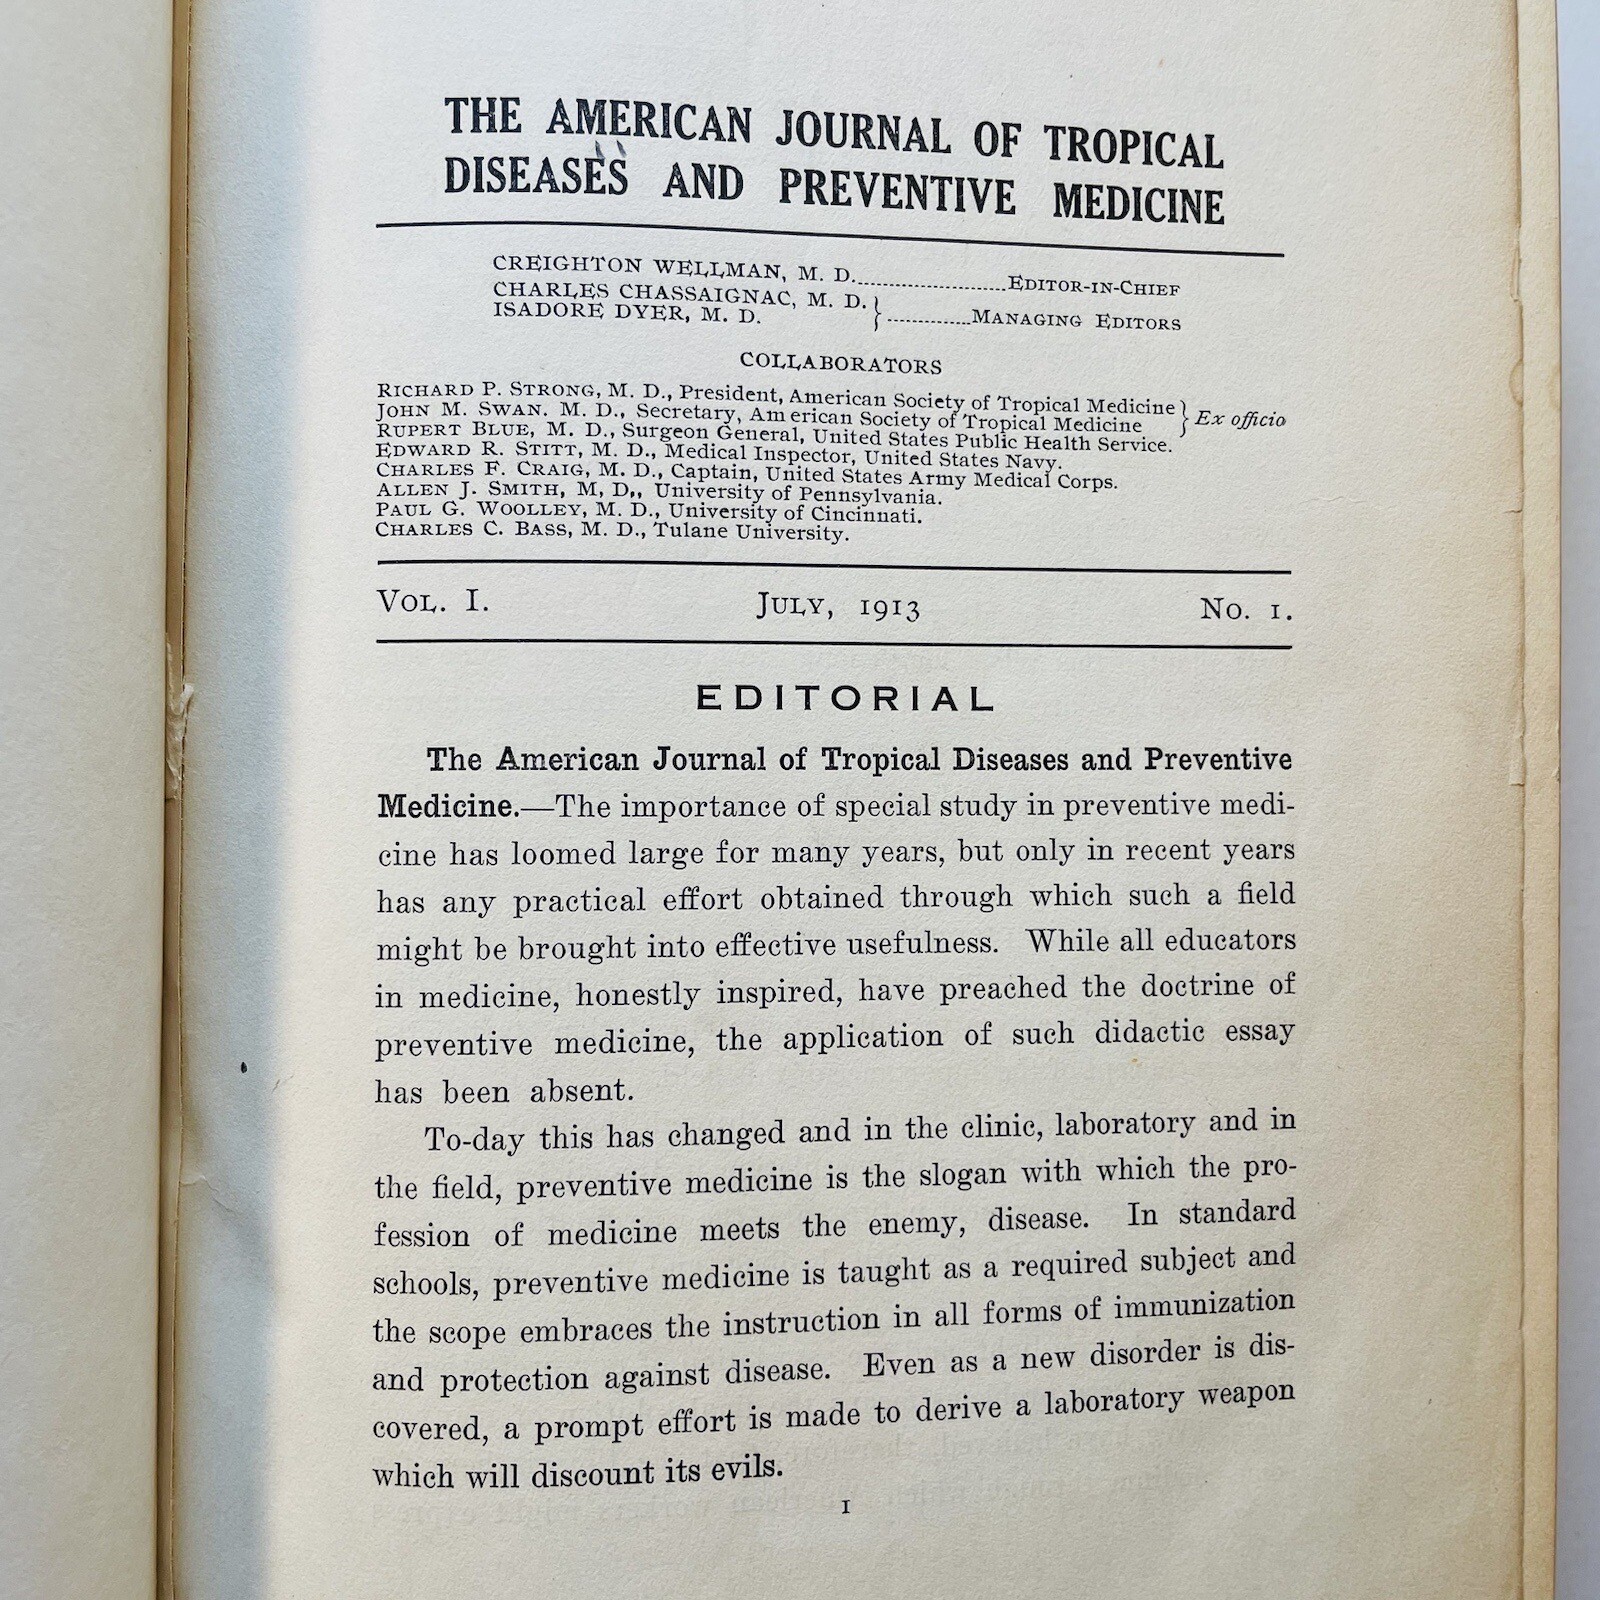 THE AMERICAN JOURNAL OF TROPICAL
DISEASES AND PREVENTIVE MEDICINE
CREIGHTON WELLMAN, M. D.......................EDITOR-IN-CHIEF
CHARLES CHASSAIGNAC, M. D.
ISADORE DYER, M. D. } .............MANAGING EDITORS
COLLABORATORS
RICHARD P. STRONG, M. D., President, American Society of Tropical Medicine
JOHN M. SWAN. M. D., Secretary, American Society of Tropical Medicine } Ex officio
RUPERT BLUE, M. D., Surgeon General, United States Public Health Service.
EDWARD R. STITT, M. D., Medical Inspector, United States Navy.
CHARLES F. CRAIG, M. D., Captain, United States Army Medical Corps.
ALLEN J. SMITH, M, D,, University of Pennsylvania.
PAUL G. WOOLLEY, M. D., University of Cincinnati.
CHARLES C. BASS, M. D., Tulane University.
VOL. I. JULY, 1913 NO. 1.
EDITORIAL
The American Journal of Tropical Diseases and Preventive
Medicine.—The importance of special study in preventive medi-
cine has loomed large for many years, but only in recent years
has any practical effort obtained through which such a field
might be brought into effective usefulness. While all educators
in medicine, honestly inspired, have preached the doctrine of
preventive medicine, the application of such didactic essay
has been absent.
To-day this has changed and in the clinic, laboratory and in
the field, preventive medicine is the slogan with which the pro-
fession of medicine meets the enemy, disease. In standard
schools, preventive medicine is taught as a required subject and
the scope embraces the instruction in all forms of immunization
and protection against disease. Even as a new disorder is dis-
covered, a prompt effort is made to derive a laboratory weapon
which will discount its evils.
1